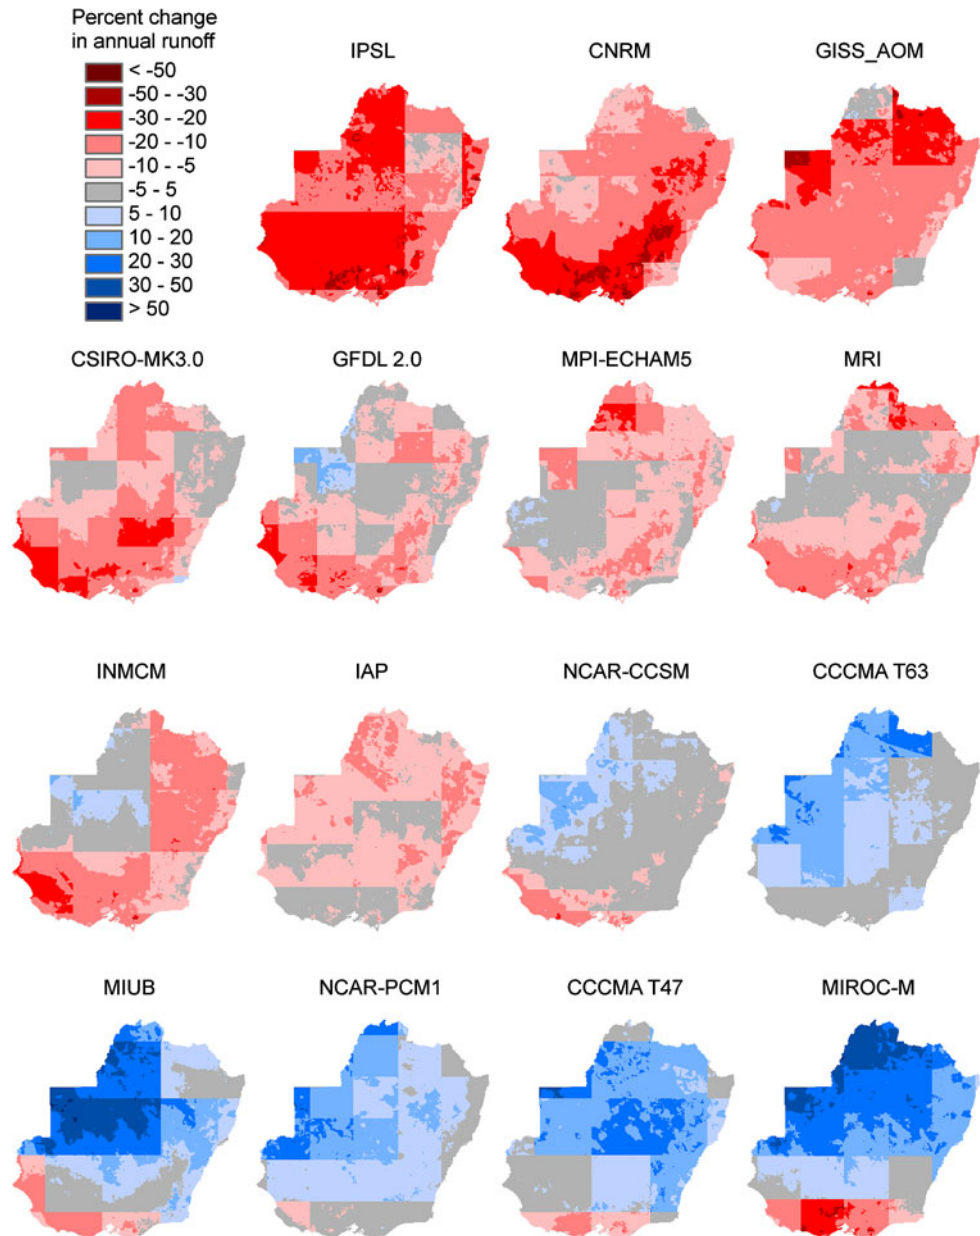 Percent change
in annual runoff
< -50
-50 - -30
-30 - -20
-20 - -10
-10 - -5
-5 - 5
5 - 10
10 - 20
20 - 30
30 - 50
> 50
IPSL
CNRM
GISS_AOM
CSIRO-MK3.0
GFDL 2.0
MPI-ECHAM5
MRI
INMCM
IAP
NCAR-CCSM
CCCMA T63
MIUB
NCAR-PCM1
CCCMA T47
MIROC-M